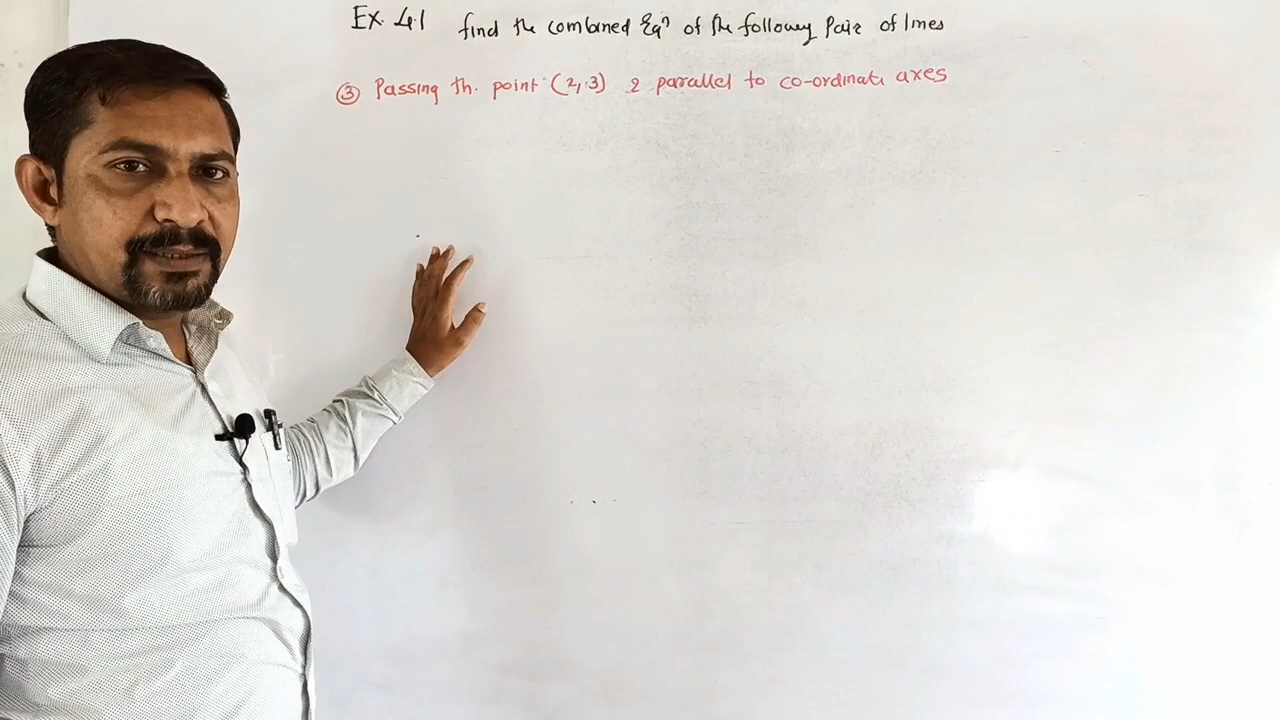 Ex. 4.1 find the combined Eqn of the following Pair of lines
③ Passing th. point (2, 3) & parallel to co-ordinate axes